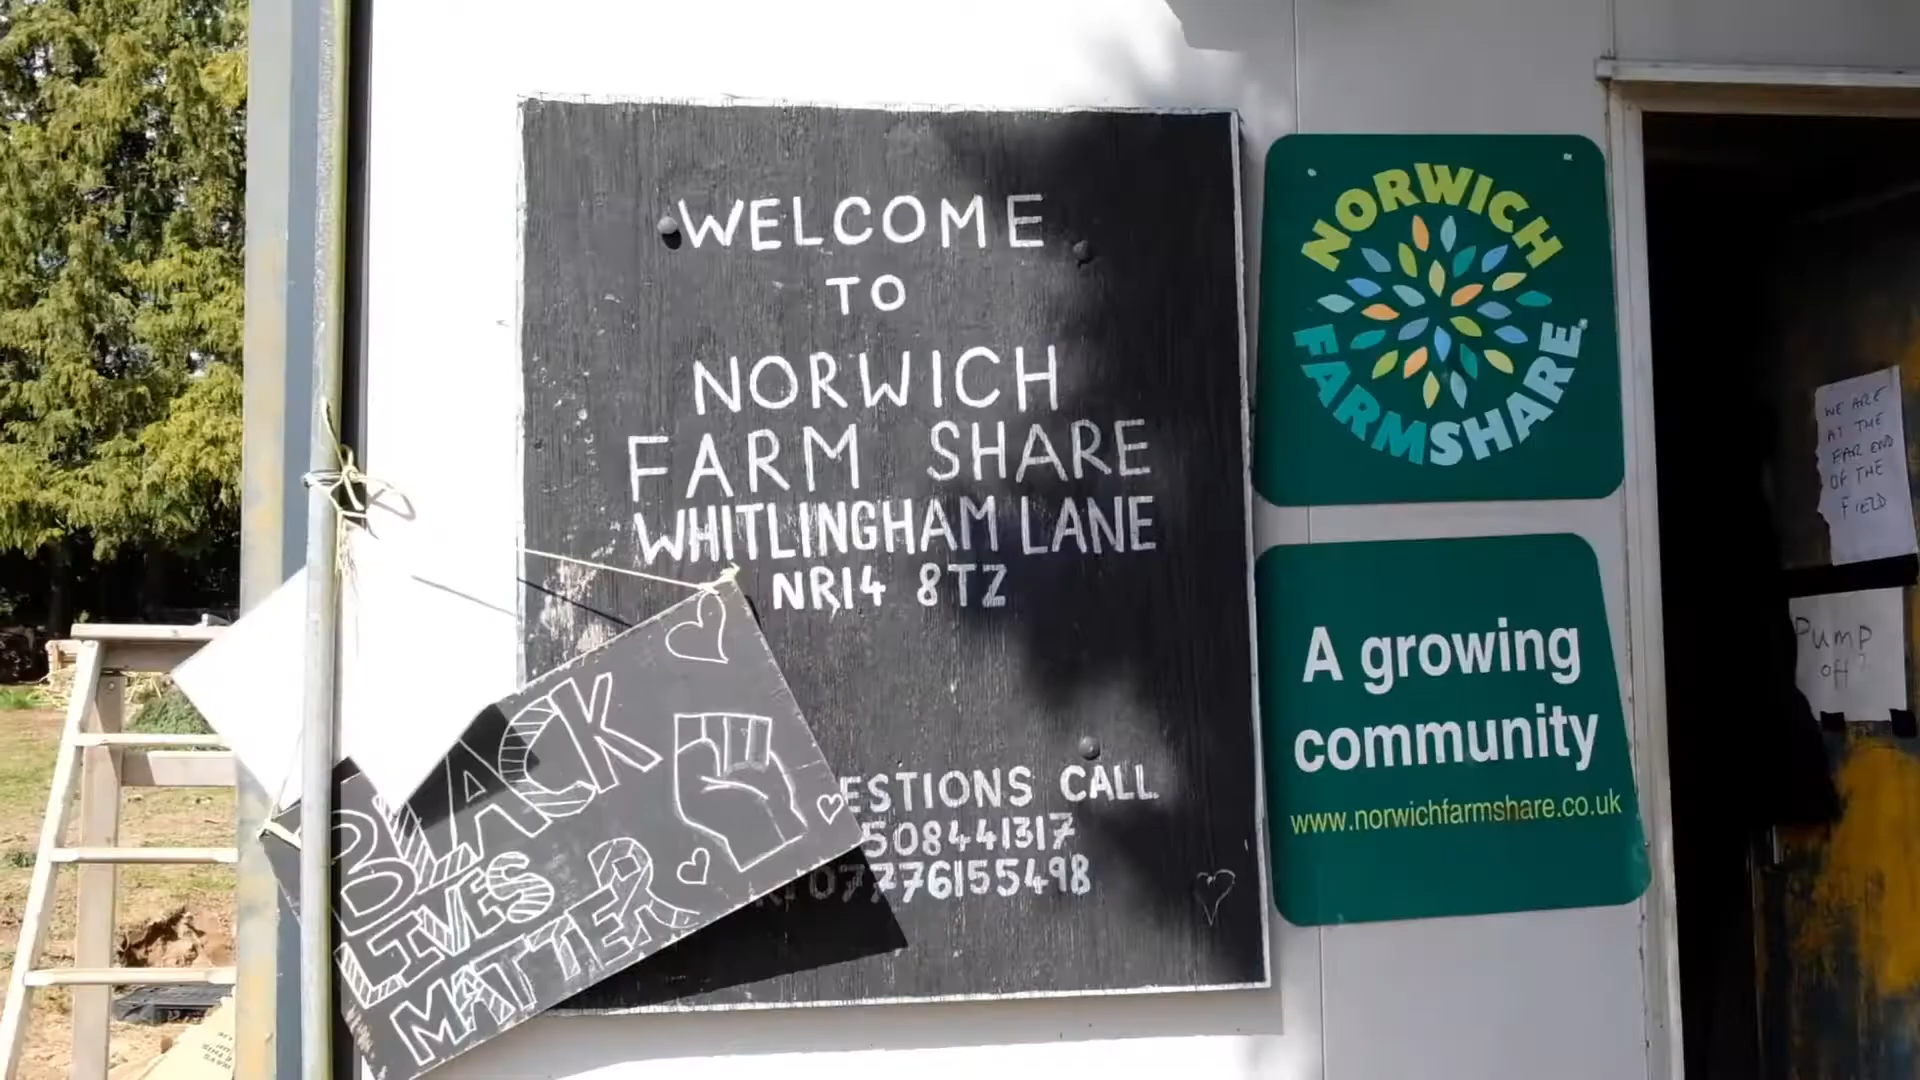 WELCOME
TO
NORWICH
FARM SHARE
WHITLINGHAM LANE
NR14 8TZ
ESTIONS CALL
508441317
07776155498
BLACK
LIVES
MATTER
NORWICH
FARMSHARE
A growing
community
www.norwichfarmshare.co.uk
WE ARE
AT THE
FAR END
OF THE
FIELD
Pump
off?